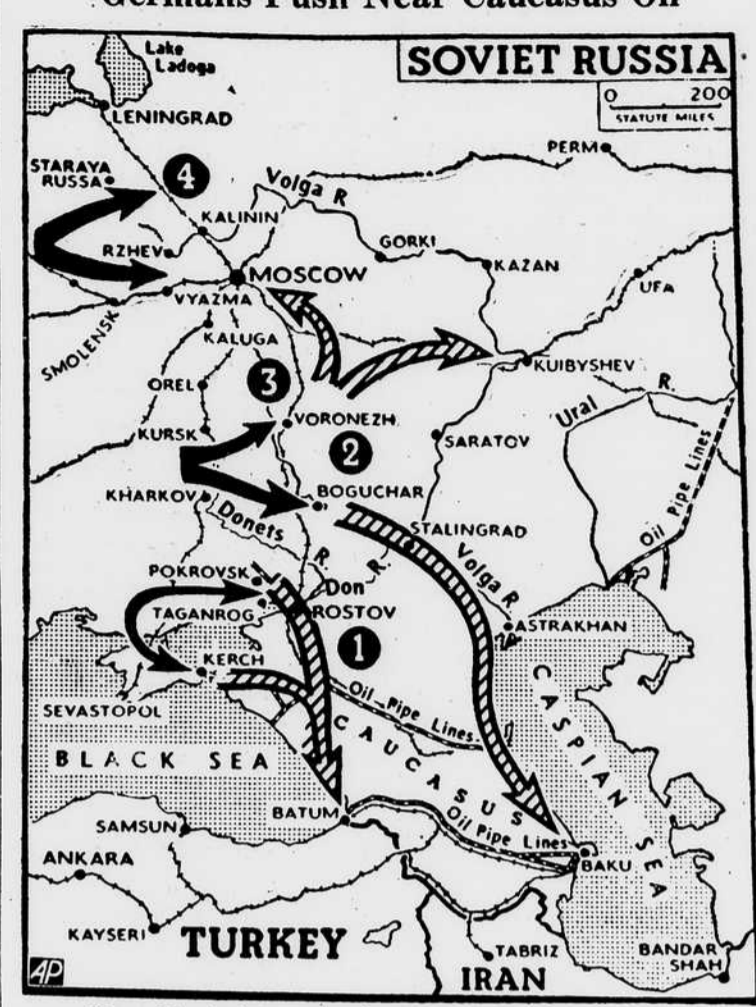 Germans Push Near Caucasus Oil
SOVIET RUSSIA
0 200
STATUTE MILES
Lake
Ladoga
LENINGRAD
PERM
STARAYA
RUSSA
4
Volga R
KALININ
RZHEV
GORKI
KAZAN
MOSCOW
UFA
VYAZMA
SMOLENSK
KALUGA
KUIBYSHEV
OREL
3
Ural R.
VORONEZH
KURSK
2
SARATOV
Oil Pipe Lines
KHARKOV
BOGUCHAR
Donets R.
STALINGRAD
Volga R.
POKROVSK
Don R.
TAGANROG
ROSTOV
ASTRAKHAN
1
KERCH
SEVASTOPOL
Oil Pipe Lines
CAUCASUS
CASPIAN SEA
BLACK SEA
BATUM
Oil Pipe Lines
SAMSUN
ANKARA
BAKU
KAYSERI
TURKEY
TABRIZ
IRAN
BANDAR
SHAH
AP